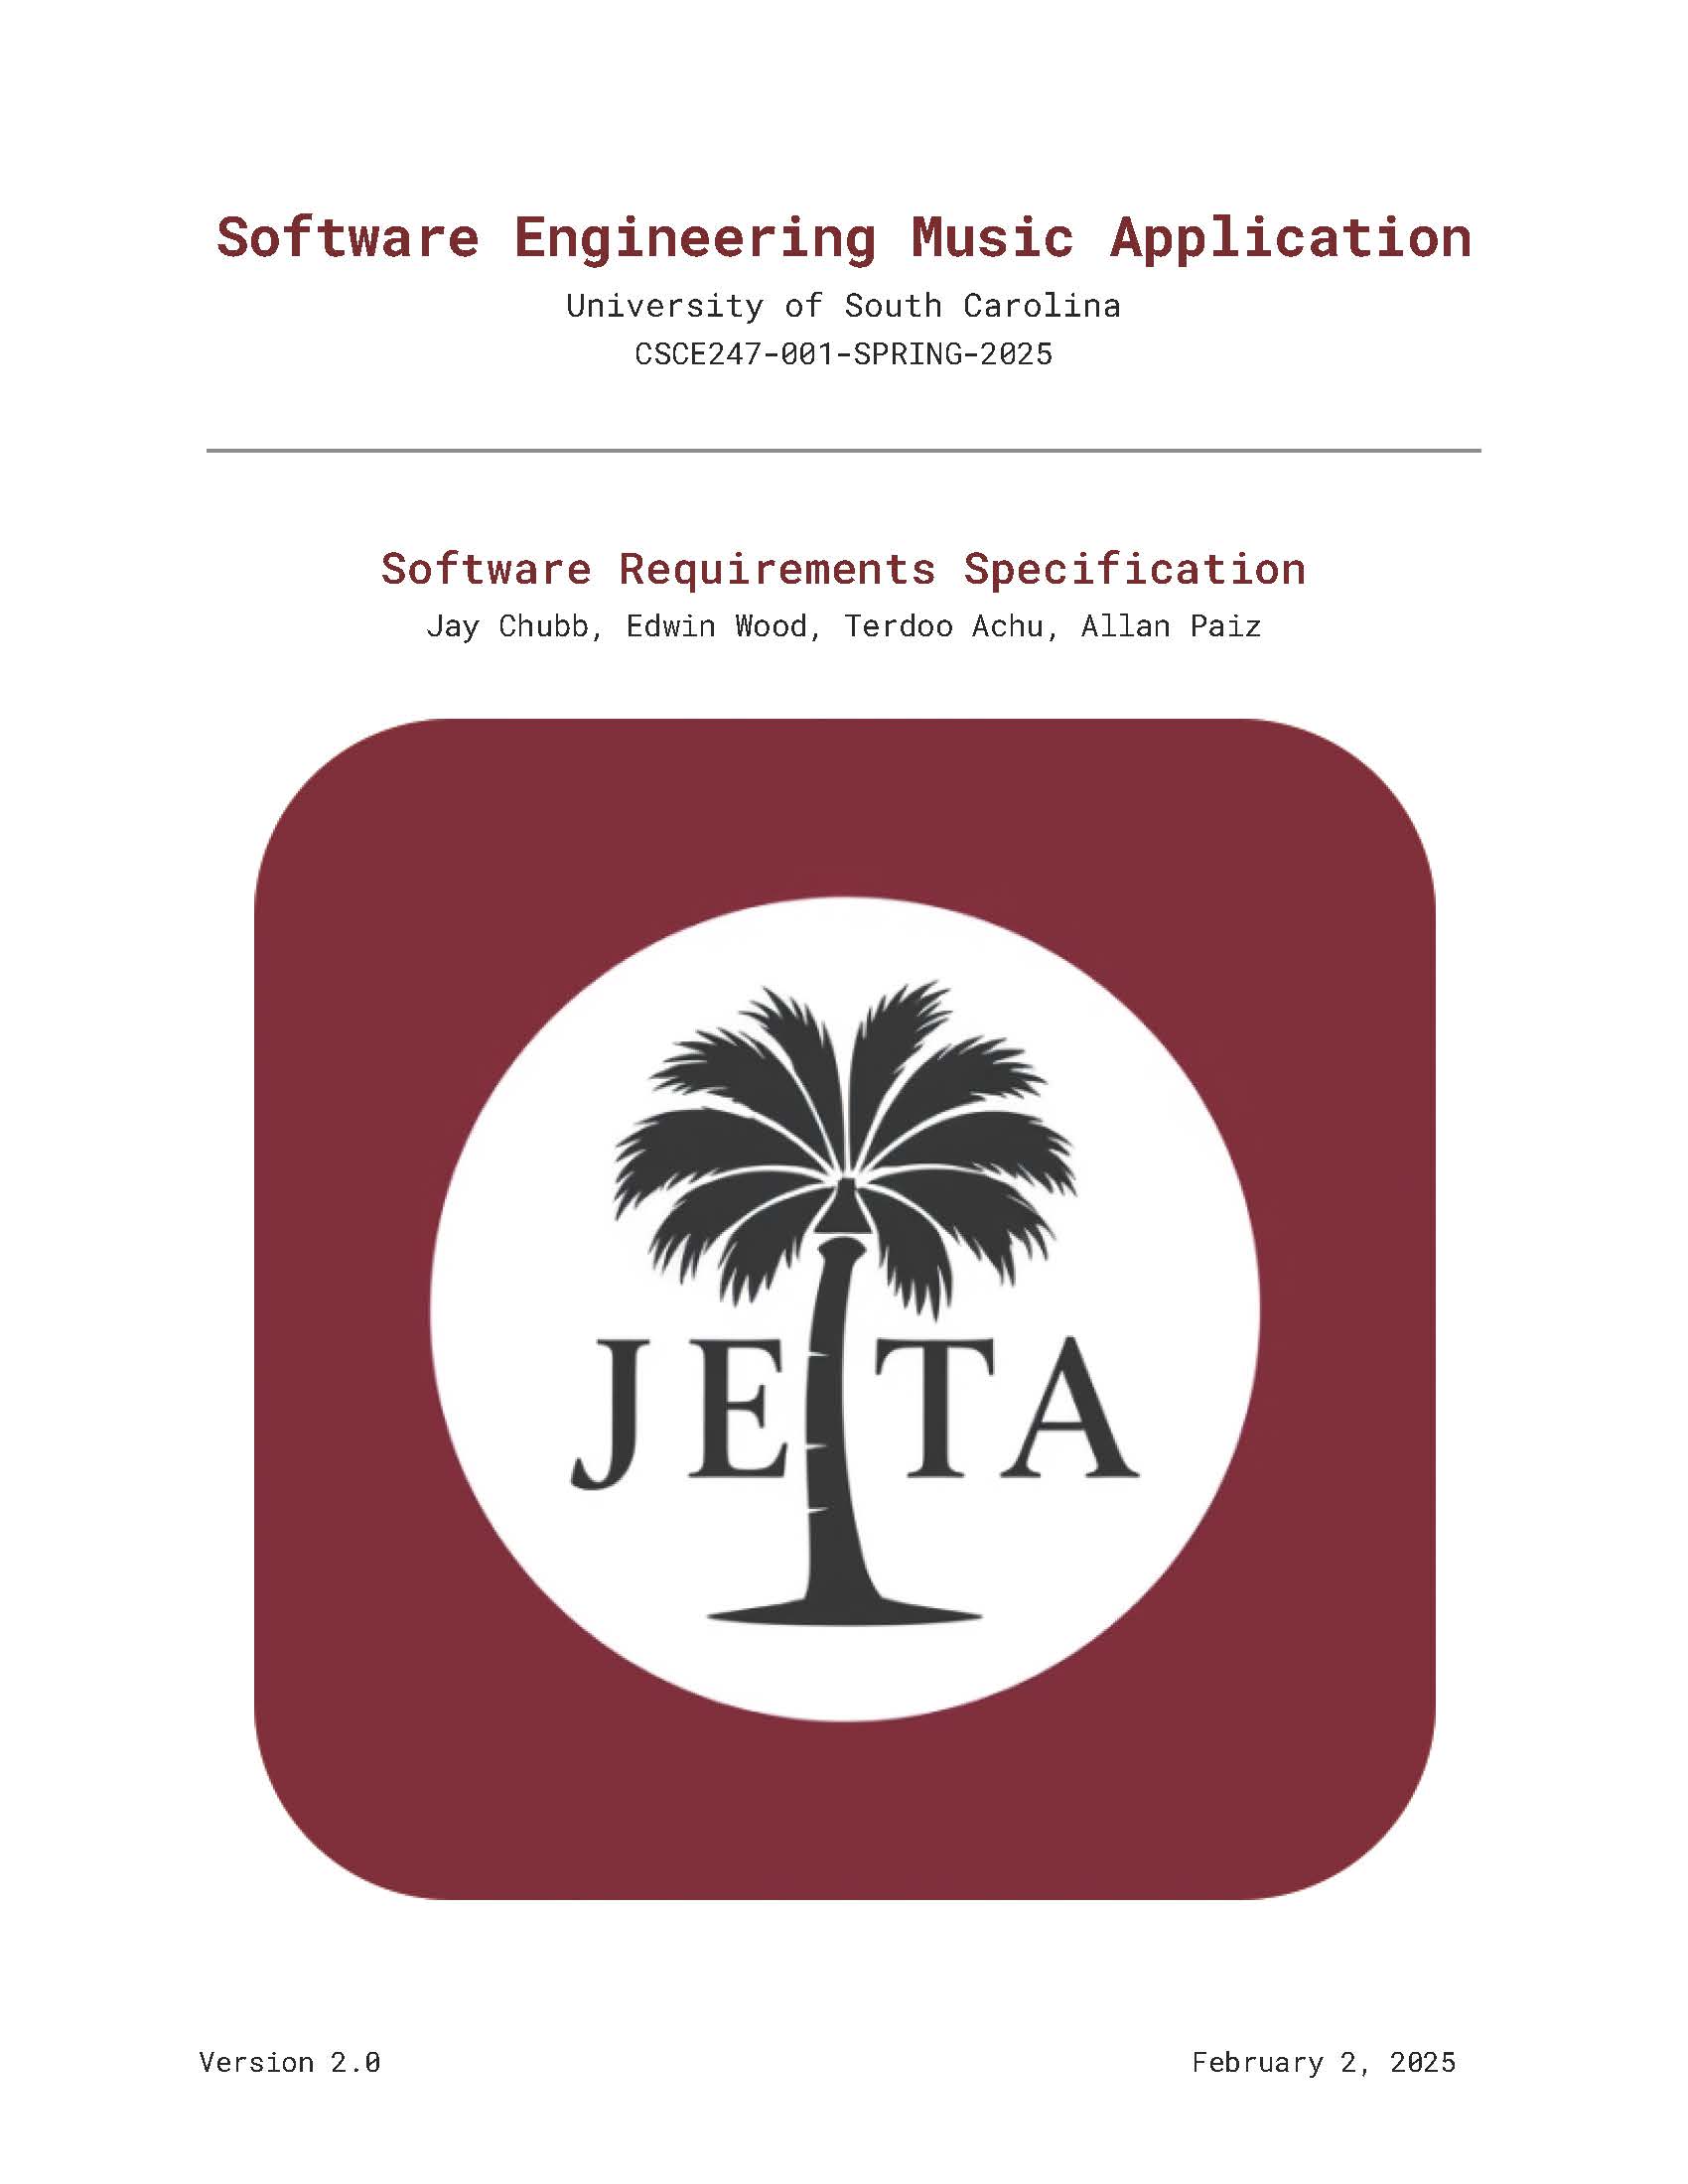 Software Engineering Music Application
University of South Carolina
CSCE247-001-SPRING-2025
Software Requirements Specification
Jay Chubb, Edwin Wood, Terdoo Achu, Allan Paiz
JETA
Version 2.0 February 2, 2025